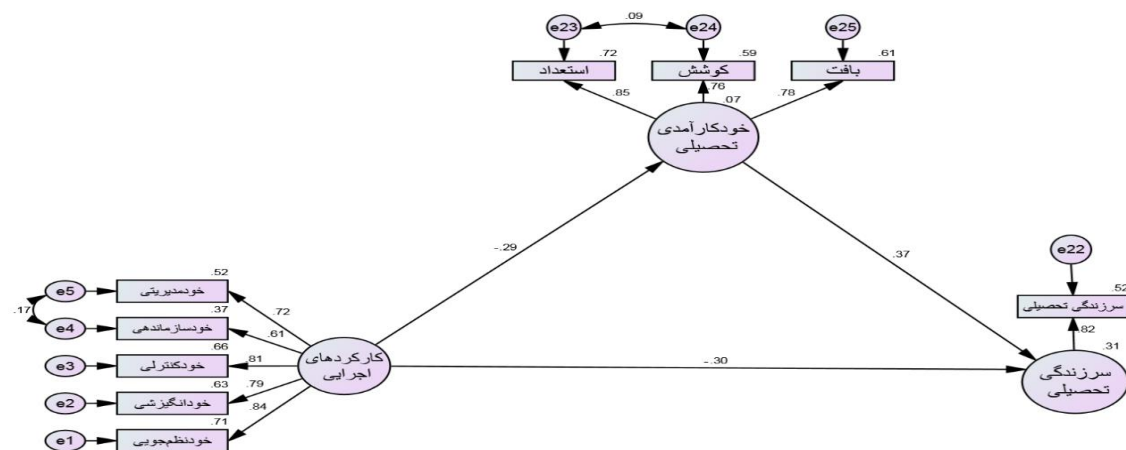 .09
e23
e24
e25
.72
.59
.61
استعداد
کوشش
بافت
.85
.76
.78
.07
خودکارآمدی
تحصیلی
-.29
.37
e22
.52
سرزندگی تحصیلی
.82
.31
سرزندگی
تحصیلی
-.30
.52
e5
خودمدیریتی
.72
.17
.37
e4
خودسازماندهی
.61
.66
e3
خودکنترلی
.81
کارکردهای
اجرایی
.63
e2
خودانگیزشی
.79
.71
e1
خودنظم‌جویی
.84